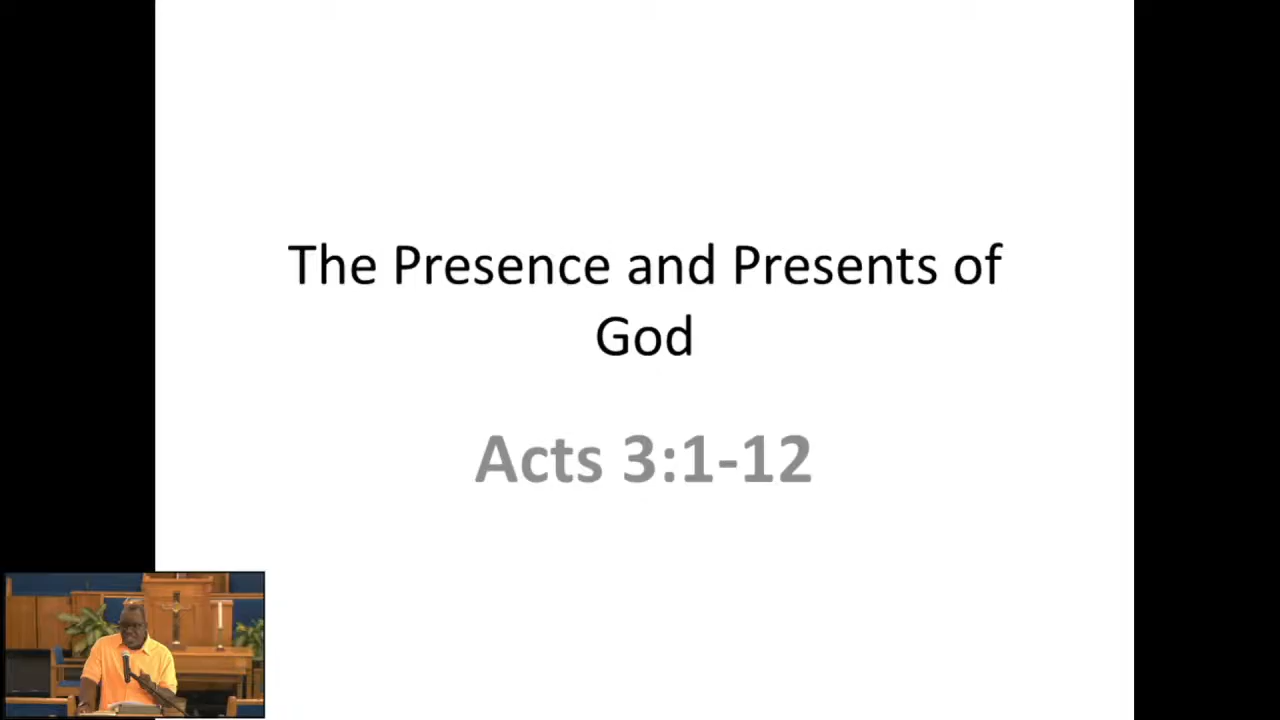 The Presence and Presents of
God
Acts 3:1-12